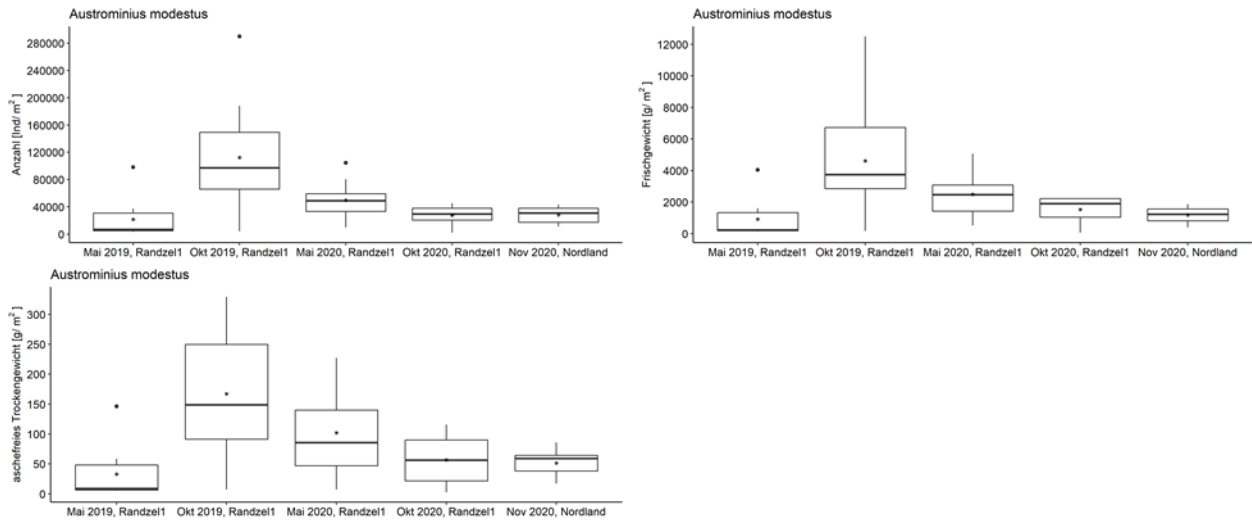 Austrominius modestus
Anzahl [Ind/ m²]
280000
240000
200000
160000
120000
80000
40000
0
Mai 2019, Randzel1
Okt 2019, Randzel1
Mai 2020, Randzel1
Okt 2020, Randzel1
Nov 2020, Nordland
Austrominius modestus
Frischgewicht [g/ m²]
12000
10000
8000
6000
4000
2000
0
Mai 2019, Randzel1
Okt 2019, Randzel1
Mai 2020, Randzel1
Okt 2020, Randzel1
Nov 2020, Nordland
Austrominius modestus
aschefreies Trockengewicht [g/ m²]
300
250
200
150
100
50
0
Mai 2019, Randzel1
Okt 2019, Randzel1
Mai 2020, Randzel1
Okt 2020, Randzel1
Nov 2020, Nordland